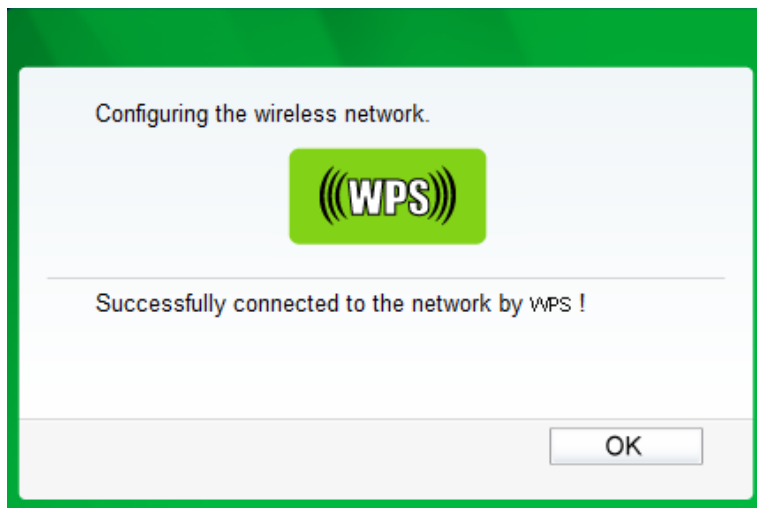 Configuring the wireless network.
(((WPS)))
Successfully connected to the network by WPS !
OK